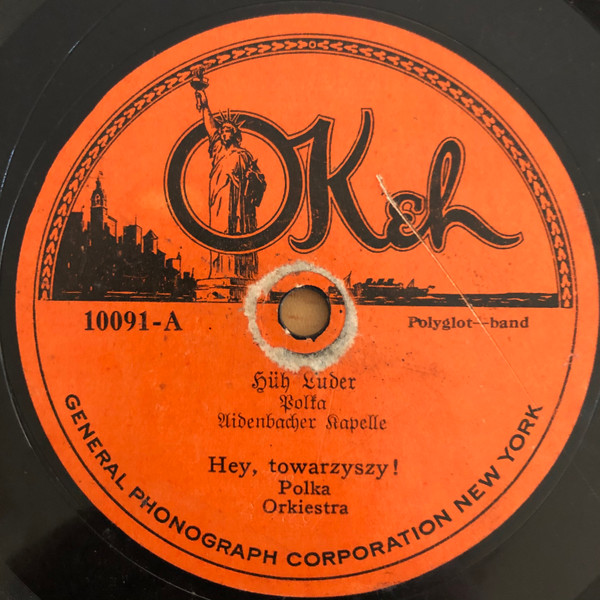 OKeh
10091-A
Polyglot—band
Hüh Luder
Polka
Aidenbacher Kapelle
Hey, towarzyszy!
Polka
Orkiestra
GENERAL PHONOGRAPH CORPORATION NEW YORK